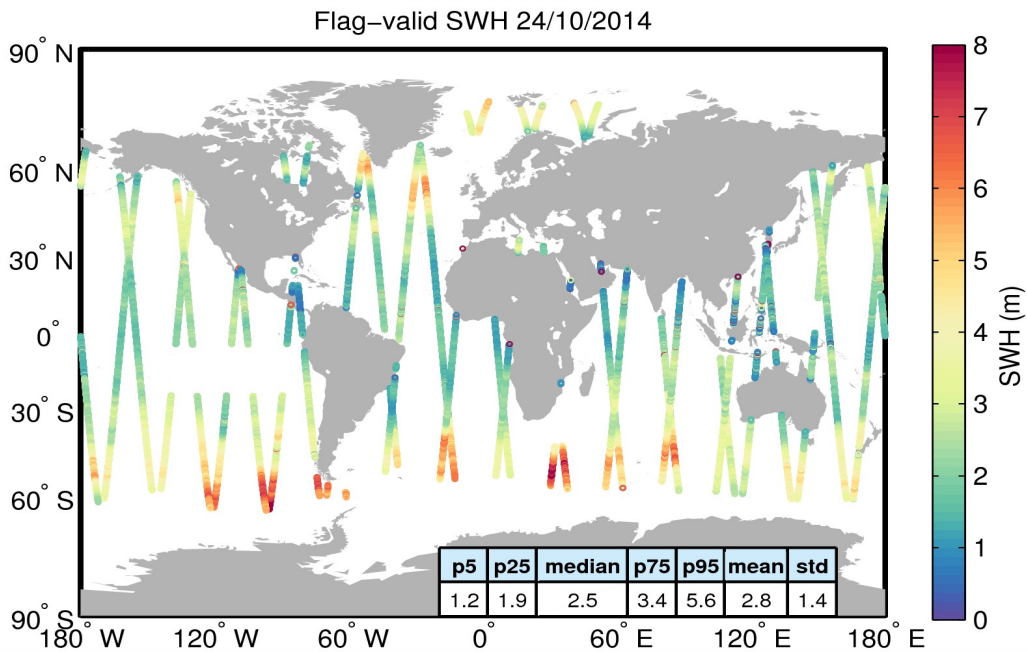 Flag−valid SWH 24/10/2014
90° N
60° N
30° N
0°
30° S
60° S
90° S
180° W
120° W
60° W
0°
60° E
120° E
180° E
p5 p25 median p75 p95 mean std
1.2 1.9 2.5 3.4 5.6 2.8 1.4
8
7
6
5
4
3
2
1
0
SWH (m)